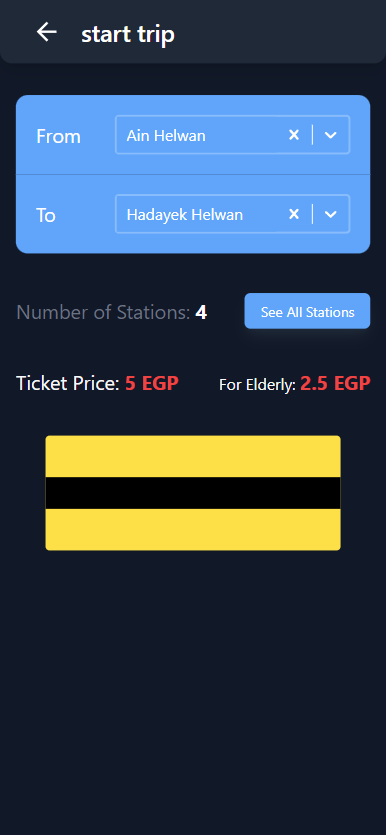 start trip
From Ain Helwan
To Hadayek Helwan
Number of Stations: 4 See All Stations
Ticket Price: 5 EGP For Elderly: 2.5 EGP